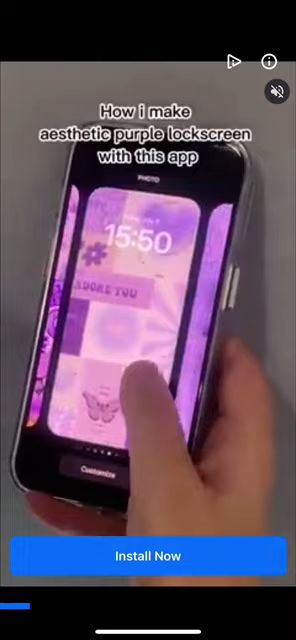 How i make
aesthetic purple lockscreen
with this app
PHOTO
15:50
ADORE YOU
Customize
Install Now